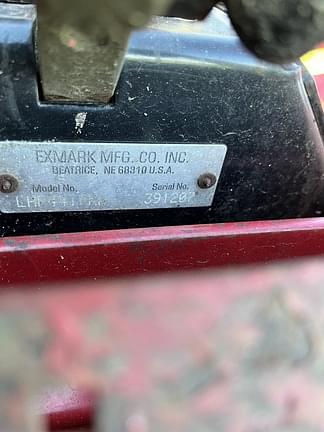 EXMARK MFG. CO. INC.
BEATRICE, NE 68310 U.S.A.
Model No. Serial No.
391207